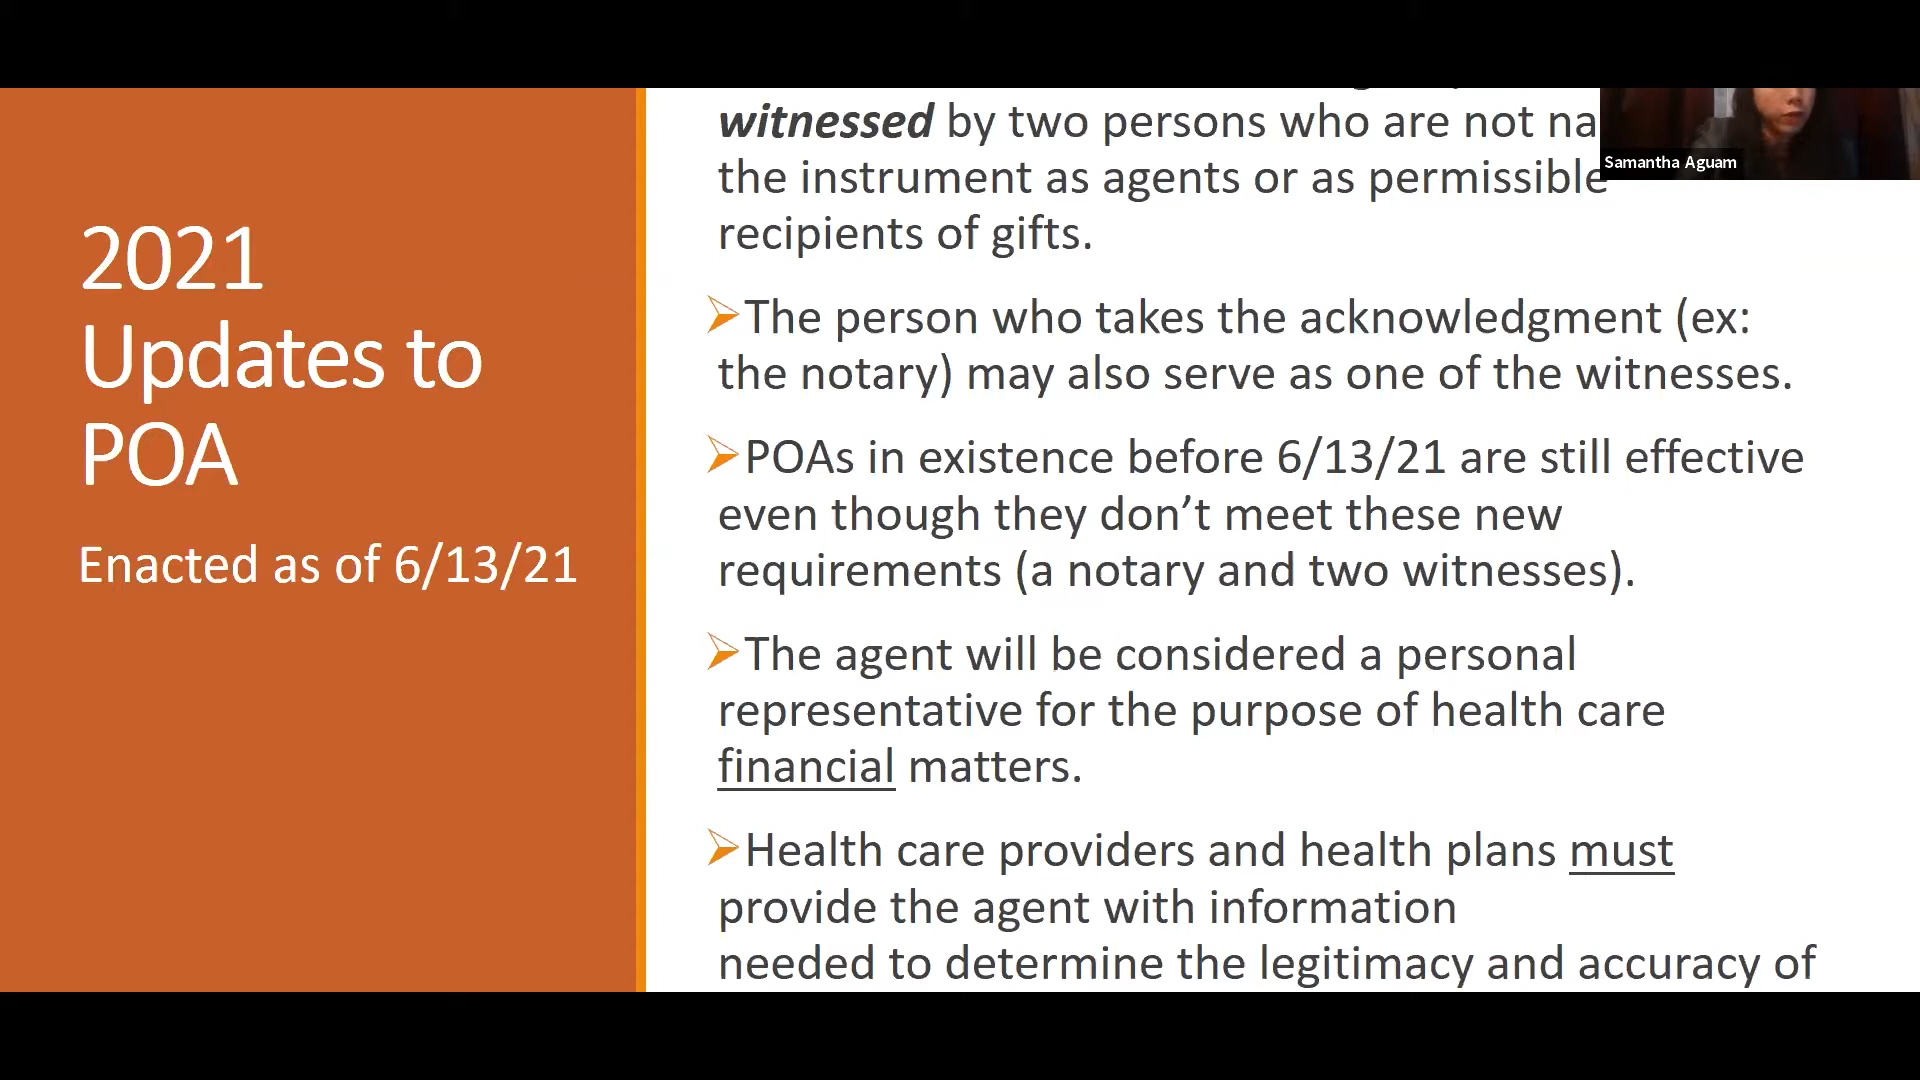 2021
Updates to
POA
Enacted as of 6/13/21
witnessed by two persons who are not
the instrument as agents or as permissible
recipients of gifts.
➢The person who takes the acknowledgment (ex:
the notary) may also serve as one of the witnesses.
➢POAs in existence before 6/13/21 are still effective
even though they don’t meet these new
requirements (a notary and two witnesses).
➢The agent will be considered a personal
representative for the purpose of health care
financial matters.
➢Health care providers and health plans must
provide the agent with information
needed to determine the legitimacy and accuracy of
Samantha Aguam